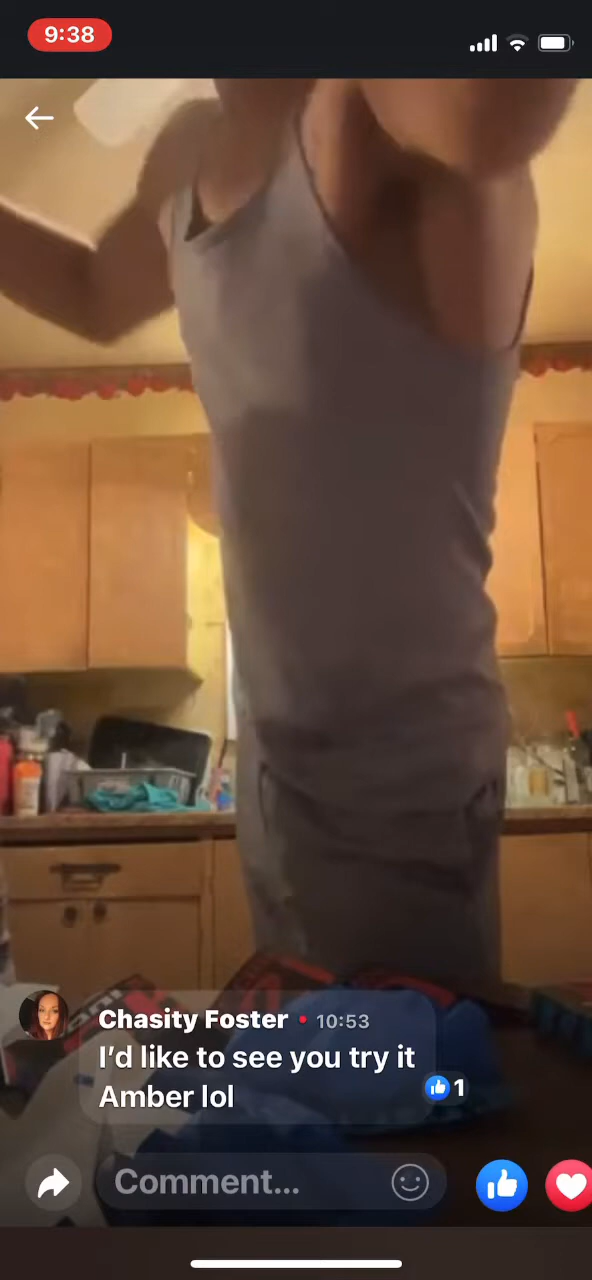 9:38
Chasity Foster • 10:53
I'd like to see you try it
Amber lol
1
Comment...